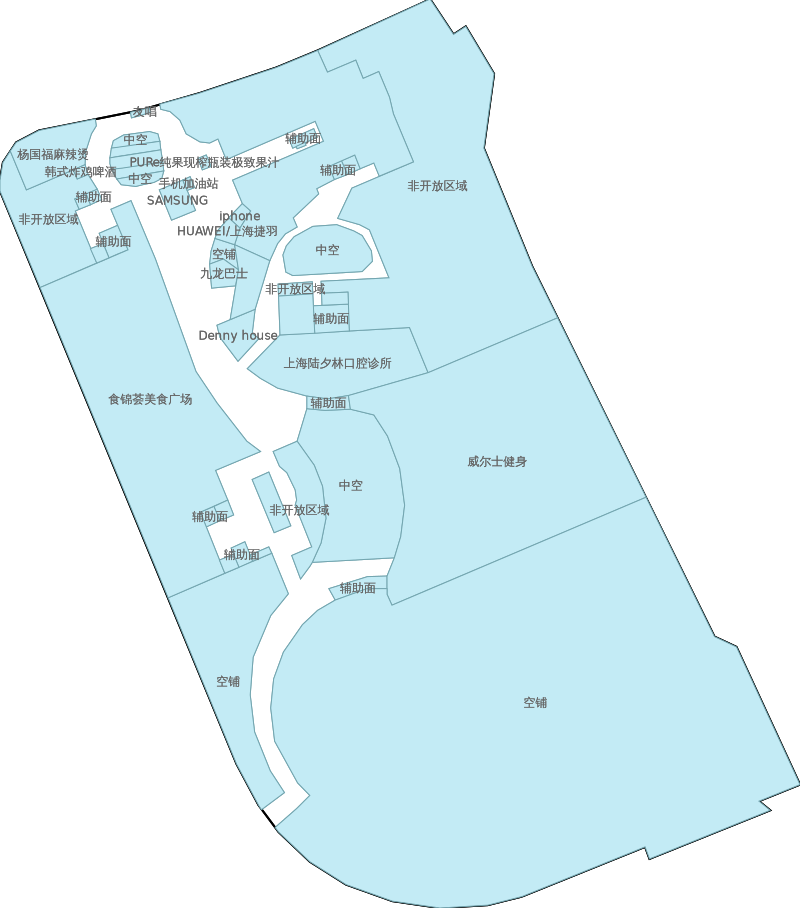 友唱
中空
辅助面
杨国福麻辣烫
PURe纯果现榨瓶装极致果汁
韩式炸鸡啤酒
辅助面
中空
手机加油站
非开放区域
辅助面
SAMSUNG
iphone
非开放区域
HUAWEI/上海捷羽
辅助面
空铺
中空
九龙巴士
非开放区域
辅助面
Denny house
上海陆夕林口腔诊所
食锦荟美食广场
辅助面
威尔士健身
中空
非开放区域
辅助面
辅助面
辅助面
空铺
空铺